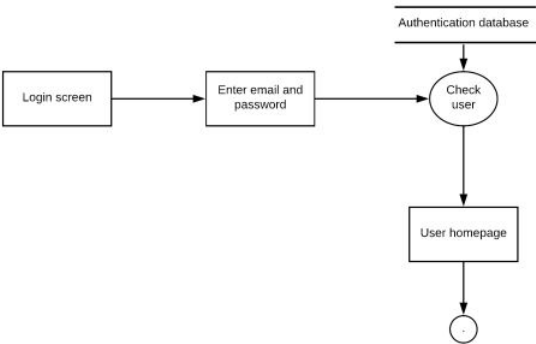 Authentication database
Login screen
Enter email and
password
Check
user
User homepage
.